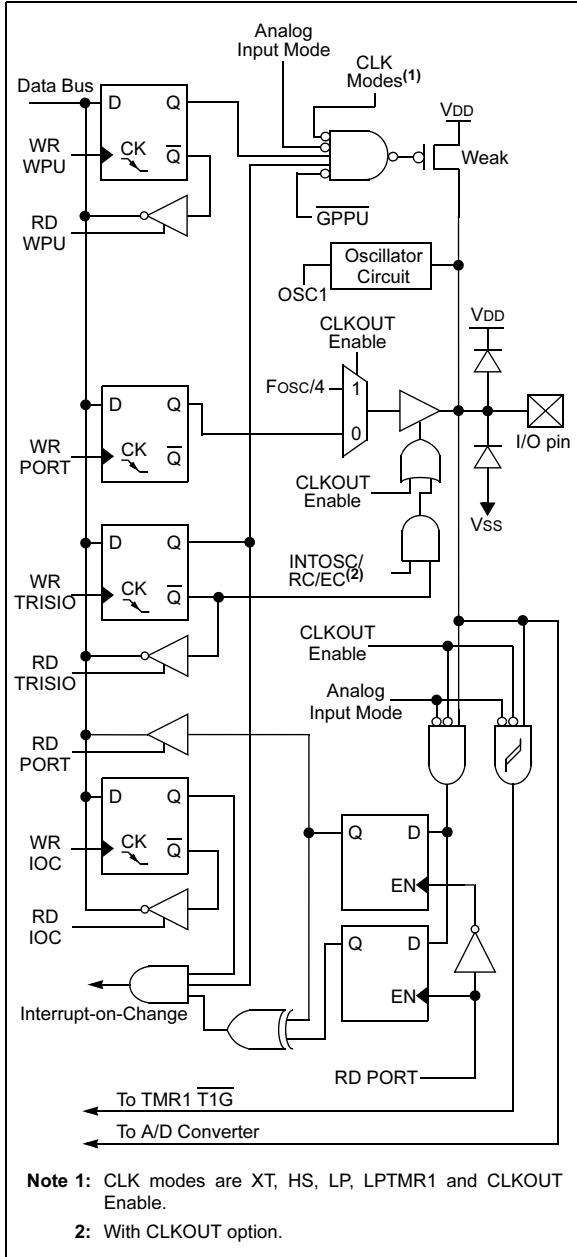 Analog
Input Mode
CLK
Modes(1)
Data Bus
D Q
VDD
WR
WPU
CK Q
Weak
RD
WPU
GPPU
Oscillator
Circuit
OSC1
CLKOUT
Enable
VDD
FOSC/4
1
D Q
0
I/O pin
WR
PORT
CK Q
CLKOUT
Enable
VSS
D Q
INTOSC/
RC/EC(2)
WR
TRISIO
CK Q
RD
TRISIO
CLKOUT
Enable
Analog
Input Mode
RD
PORT
D Q
Q D
WR
IOC
CK Q
EN
RD
IOC
Q D
EN
Interrupt-on-Change
RD PORT
To TMR1 T1G
To A/D Converter
Note 1: CLK modes are XT, HS, LP, LPTMR1 and CLKOUT
Enable.
2: With CLKOUT option.